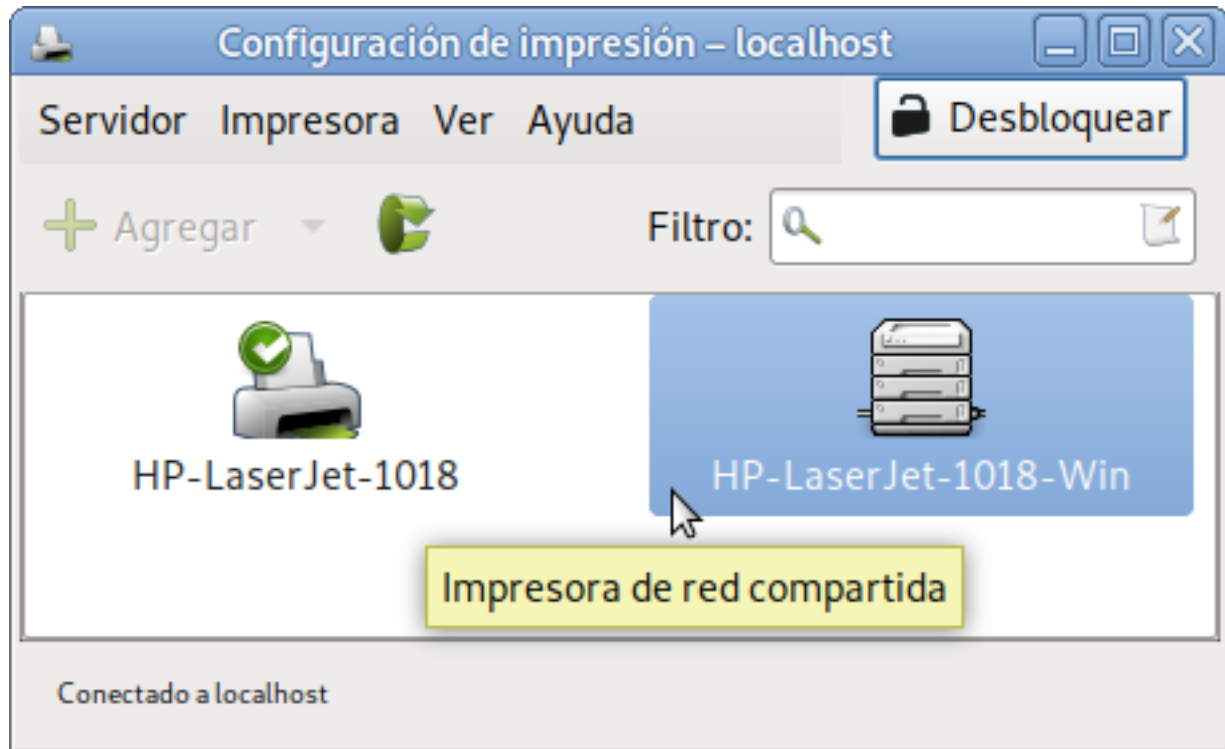 Configuración de impresión – localhost
Servidor Impresora Ver Ayuda
Desbloquear
Agregar
Filtro:
HP-LaserJet-1018
HP-LaserJet-1018-Win
Impresora de red compartida
Conectado a localhost